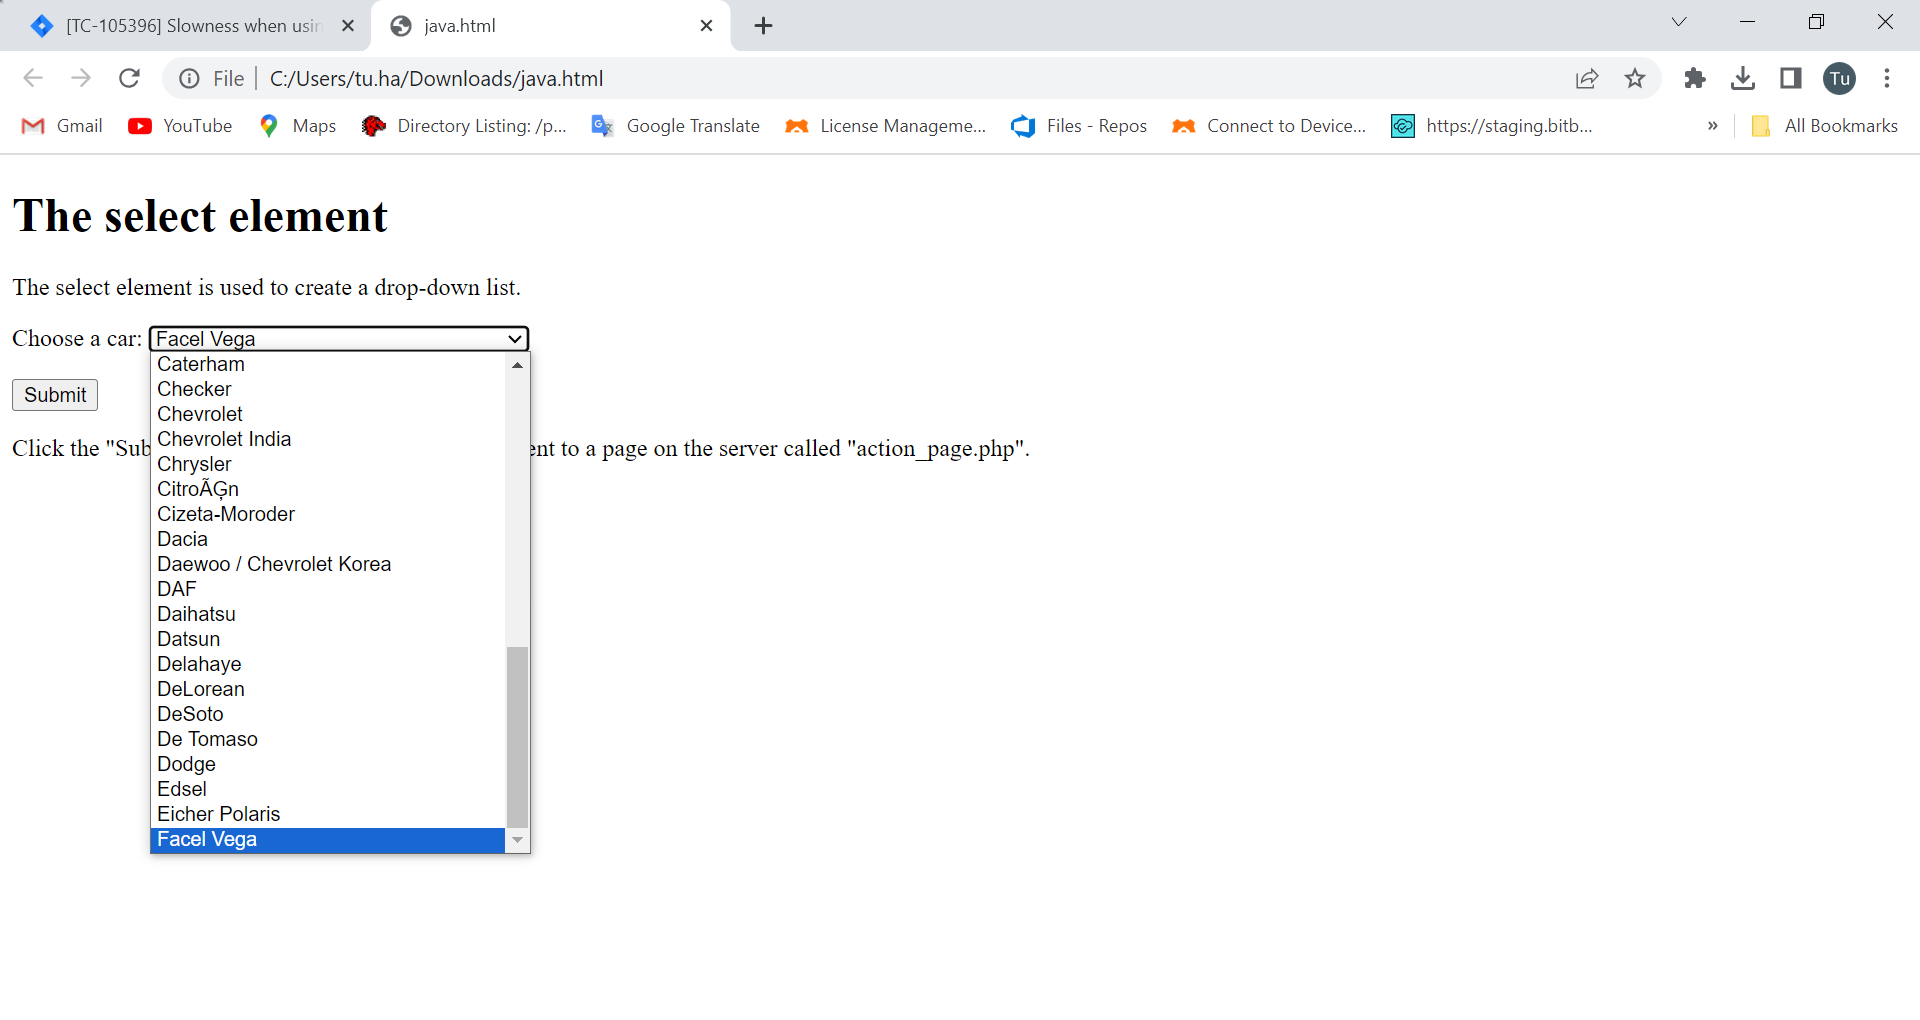 [TC-105396] Slowness when usin
java.html
File
C:/Users/tu.ha/Downloads/java.html
Tu
Gmail
YouTube
Maps
Directory Listing: /p...
Google Translate
License Manageme...
Files - Repos
Connect to Device...
https://staging.bitb...
»
All Bookmarks
The select element
The select element is used to create a drop-down list.
Choose a car: Facel Vega
Caterham
Checker
Submit
Chevrolet
Chevrolet India
Click the "Sub
ent to a page on the server called "action_page.php".
Chrysler
CitroÃĢn
Cizeta-Moroder
Dacia
Daewoo / Chevrolet Korea
DAF
Daihatsu
Datsun
Delahaye
DeLorean
DeSoto
De Tomaso
Dodge
Edsel
Eicher Polaris
Facel Vega